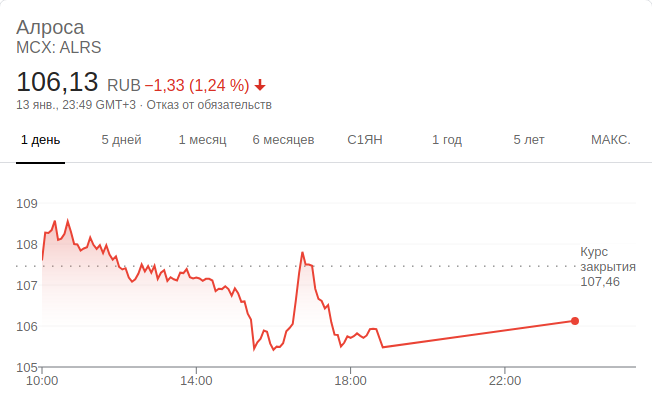 Алроса
MCX: ALRS
106,13 RUB −1,33 (1,24 %)
13 янв., 23:49 GMT+3 · Отказ от обязательств
1 день 5 дней 1 месяц 6 месяцев С1ЯН 1 год 5 лет МАКС.
109
108
107
106
105
Курс
закрытия
107,46
10:00 14:00 18:00 22:00